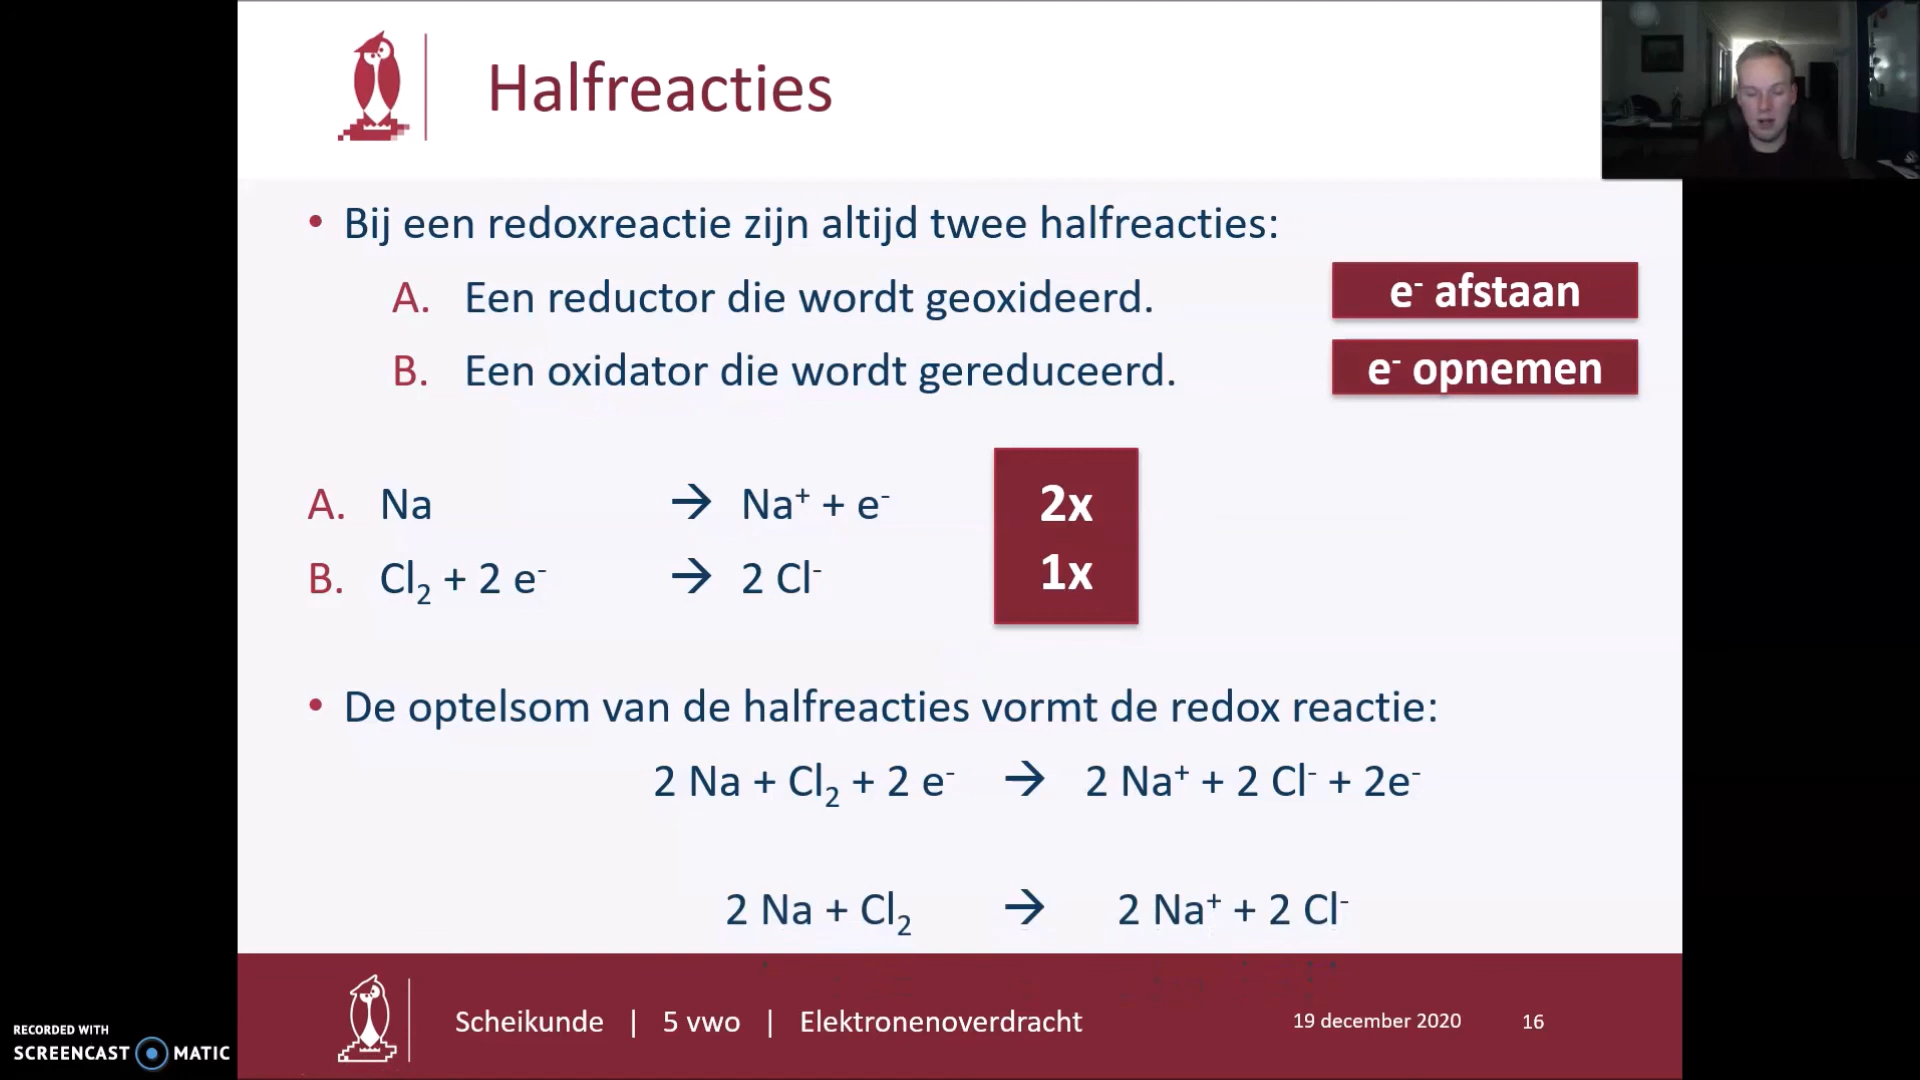 Halfreacties
• Bij een redoxreactie zijn altijd twee halfreacties:
A. Een reductor die wordt geoxideerd.
e⁻ afstaan
B. Een oxidator die wordt gereduceerd.
e⁻ opnemen
A. Na → Na⁺ + e⁻
2x
B. Cl₂ + 2 e⁻ → 2 Cl⁻
1x
• De optelsom van de halfreacties vormt de redox reactie:
2 Na + Cl₂ + 2 e⁻ → 2 Na⁺ + 2 Cl⁻ + 2e⁻
2 Na + Cl₂ → 2 Na⁺ + 2 Cl⁻
Scheikunde | 5 vwo | Elektronenoverdracht
19 december 2020
16
RECORDED WITH
SCREENCAST MATIC